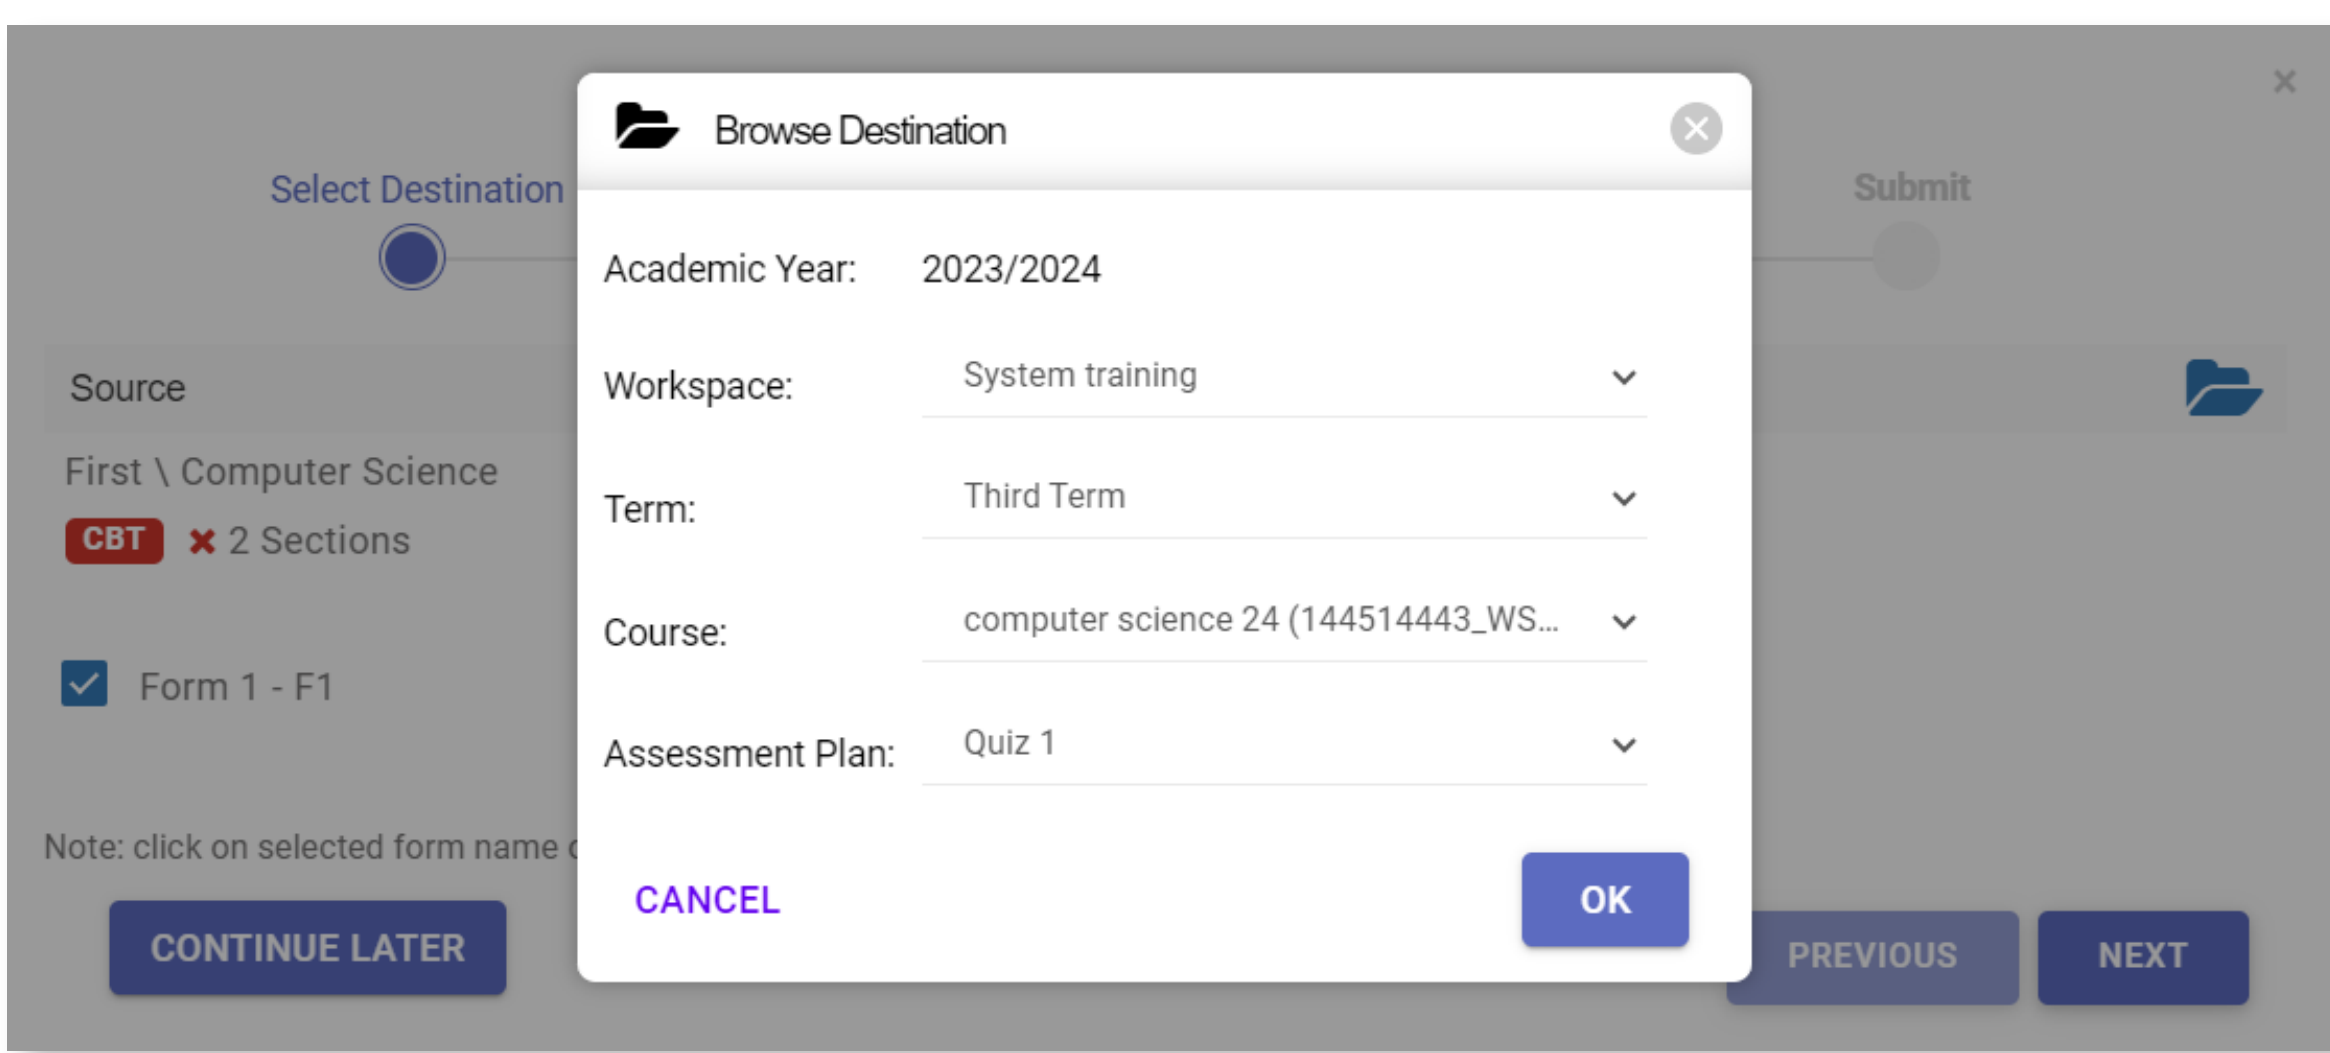 Browse Destination
×
Select Destination
Submit
Academic Year: 2023/2024
Source
Workspace: System training
First \ Computer Science
CBT × 2 Sections
Term: Third Term
Course: computer science 24 (144514443_WS...
Form 1 - F1
Assessment Plan: Quiz 1
Note: click on selected form name
CANCEL
OK
CONTINUE LATER
PREVIOUS
NEXT